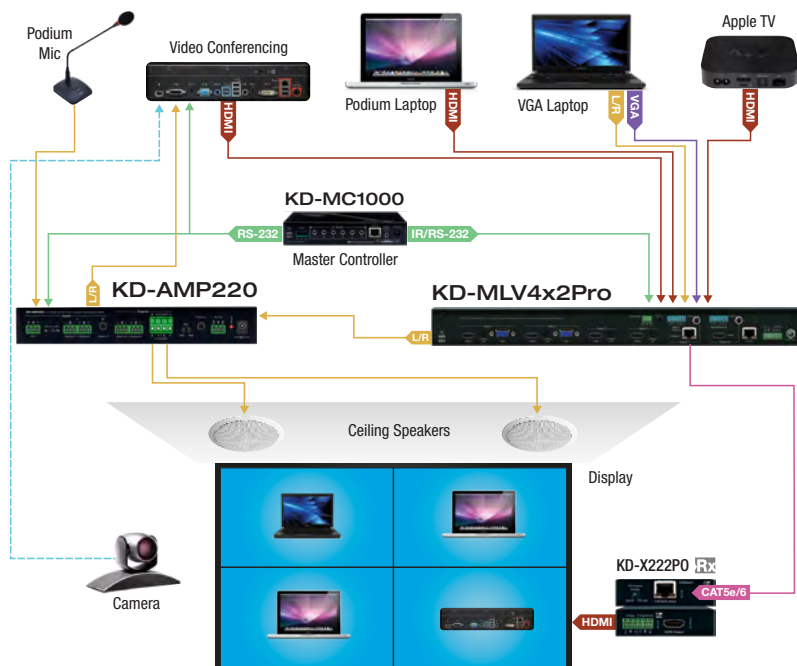 Podium
Mic
Video Conferencing
Podium Laptop
VGA Laptop
Apple TV
HDMI
HDMI
L/R
VGA
HDMI
KD-MC1000
RS-232
IR/RS-232
Master Controller
L/R
KD-AMP220
KD-MLV4x2Pro
L/R
Ceiling Speakers
Display
KD-X222PO Rx
CAT5e/6
HDMI
Camera